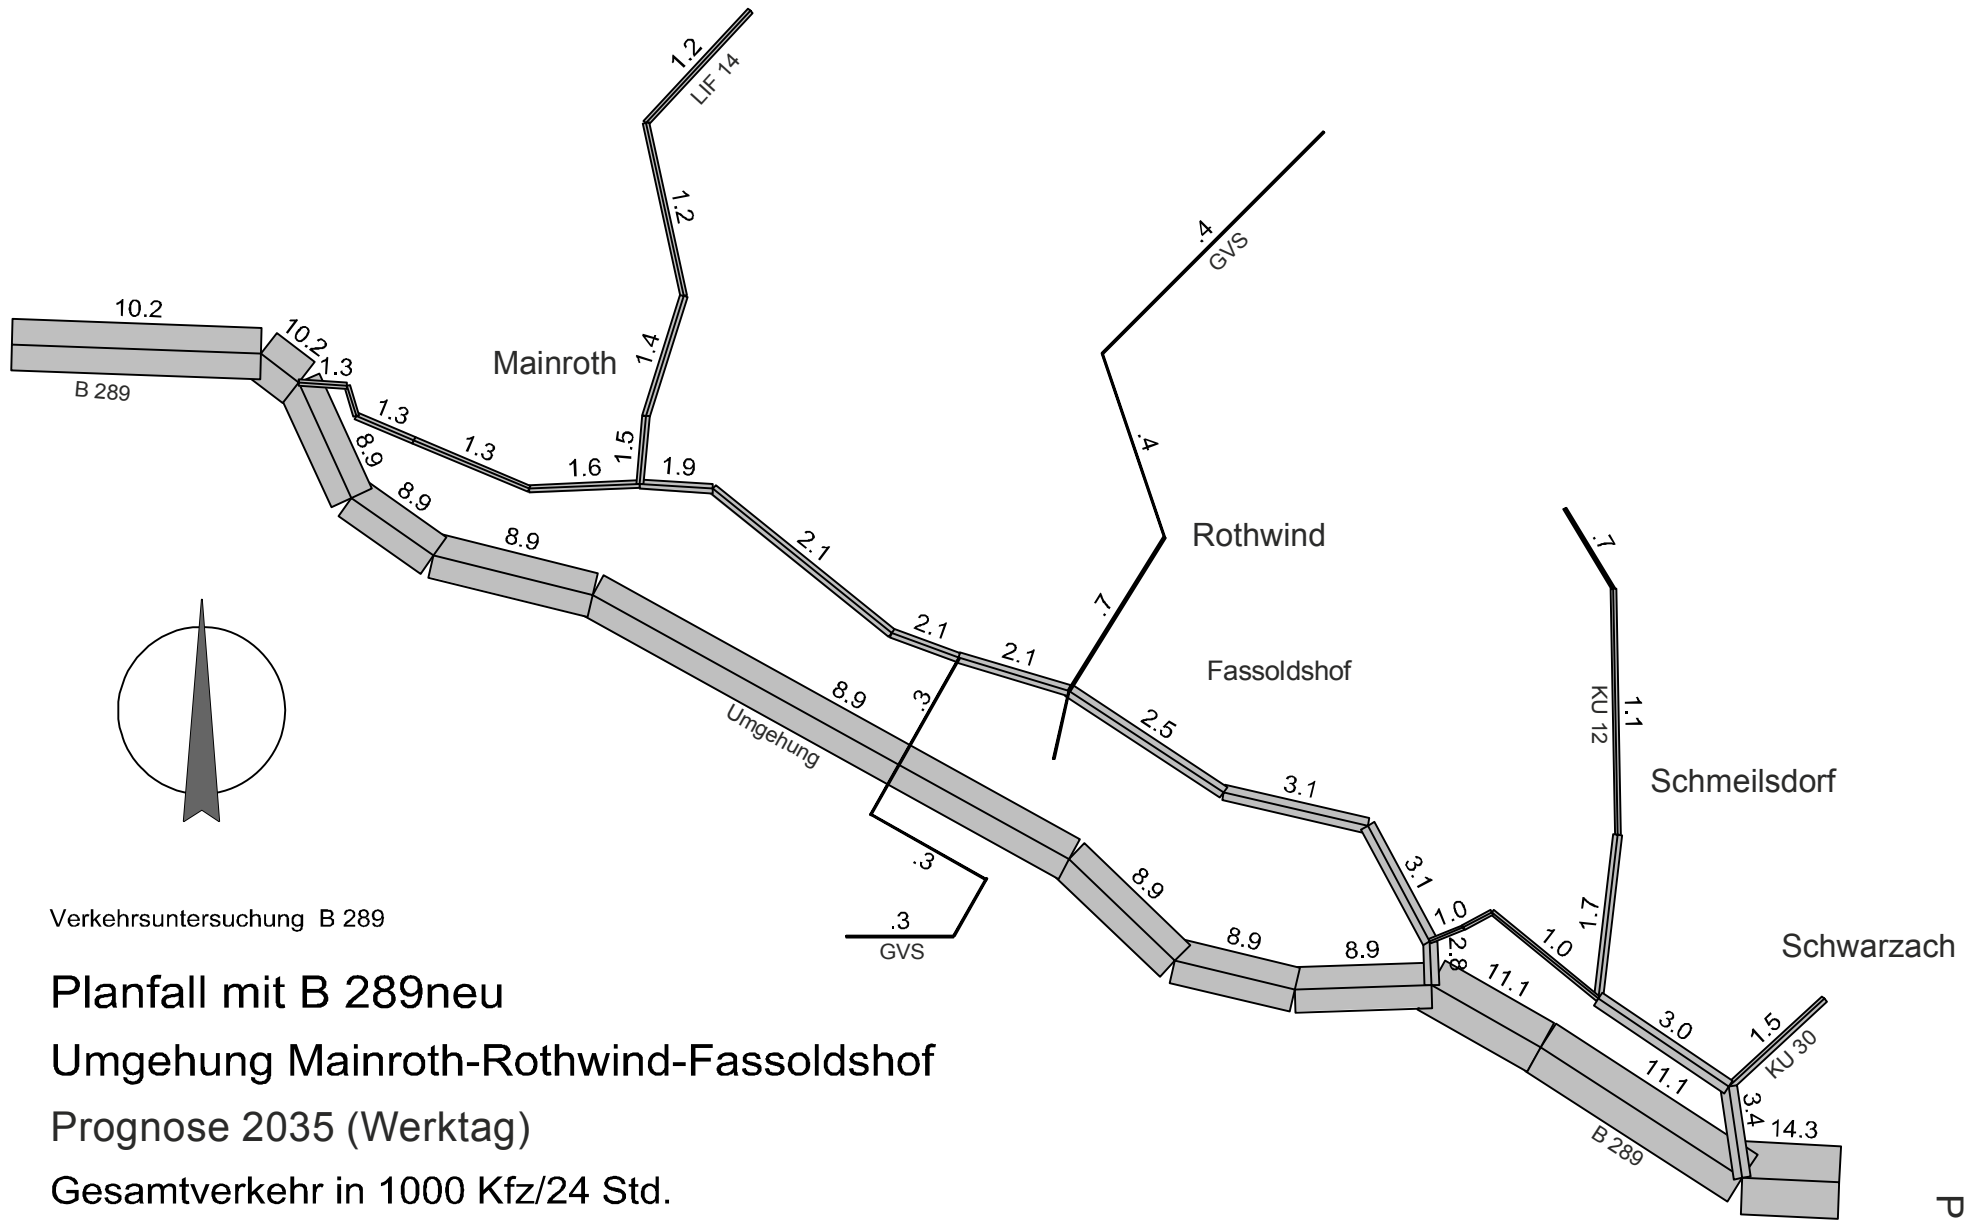 1.2
LIF 14
1.2
.4
GVS
10.2
10.2
1.3
B 289
Mainroth
1.4
1.3
8.9
1.3
1.5
1.6
1.9
.4
8.9
8.9
2.1
Rothwind
.7
.7
2.1
2.1
Fassoldshof
.3
8.9
Umgehung
2.5
KU 12
1.1
3.1
Schmeilsdorf
.3
8.9
3.1
1.7
.3
GVS
1.0
1.0
8.9
8.9
2.8
11.1
Schwarzach
3.0
1.5
KU 30
11.1
3.4
14.3
B 289
Verkehrsuntersuchung B 289
Planfall mit B 289neu
Umgehung Mainroth-Rothwind-Fassoldshof
Prognose 2035 (Werktag)
Gesamtverkehr in 1000 Kfz/24 Std.
P